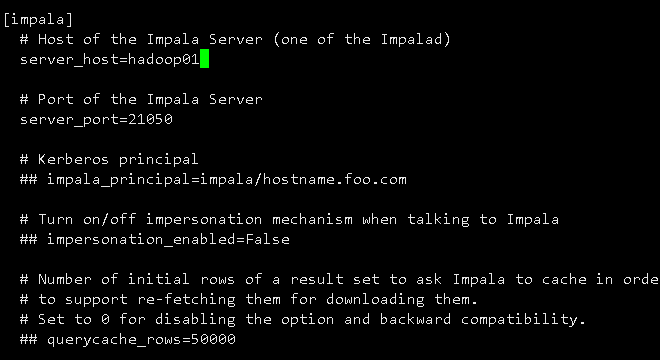 [impala]
# Host of the Impala Server (one of the Impalad)
server_host=hadoop01
# Port of the Impala Server
server_port=21050
# Kerberos principal
## impala_principal=impala/hostname.foo.com
# Turn on/off impersonation mechanism when talking to Impala
## impersonation_enabled=False
# Number of initial rows of a result set to ask Impala to cache in orde
# to support re-fetching them for downloading them.
# Set to 0 for disabling the option and backward compatibility.
## querycache_rows=50000